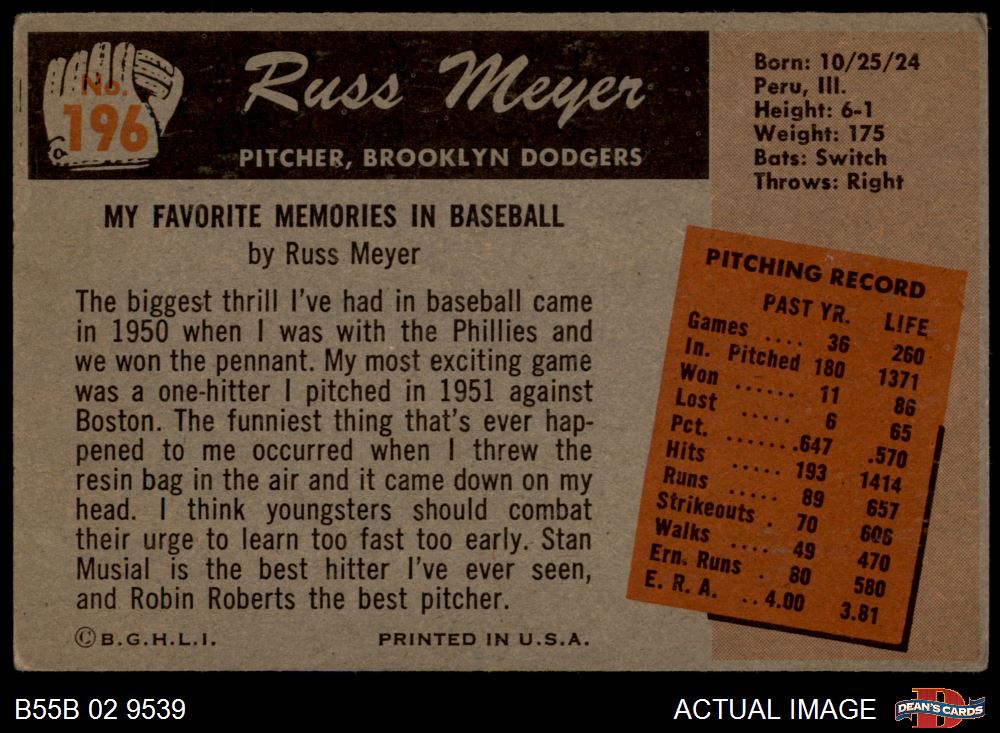 No.
196
Russ Meyer
PITCHER, BROOKLYN DODGERS
Born: 10/25/24
Peru, Ill.
Height: 6-1
Weight: 175
Bats: Switch
Throws: Right
MY FAVORITE MEMORIES IN BASEBALL
by Russ Meyer
The biggest thrill I've had in baseball came
in 1950 when I was with the Phillies and
we won the pennant. My most exciting game
was a one-hitter I pitched in 1951 against
Boston. The funniest thing that's ever hap-
pened to me occurred when I threw the
resin bag in the air and it came down on my
head. I think youngsters should combat
their urge to learn too fast too early. Stan
Musial is the best hitter I've ever seen,
and Robin Roberts the best pitcher.
©B.G.H.L.I. PRINTED IN U.S.A.
PITCHING RECORD
PAST YR. LIFE
Games .... 36 260
In. Pitched 180 1371
Won ...... 11 86
Lost ..... 6 65
Pct. .......647 .570
Hits ..... 193 1414
Runs ..... 89 657
Strikeouts . 70 606
Walks .... 49 470
Ern. Runs . 80 580
E. R. A. ..4.00 3.81
B55B 02 9539
ACTUAL IMAGE
D
DEAN'S CARDS